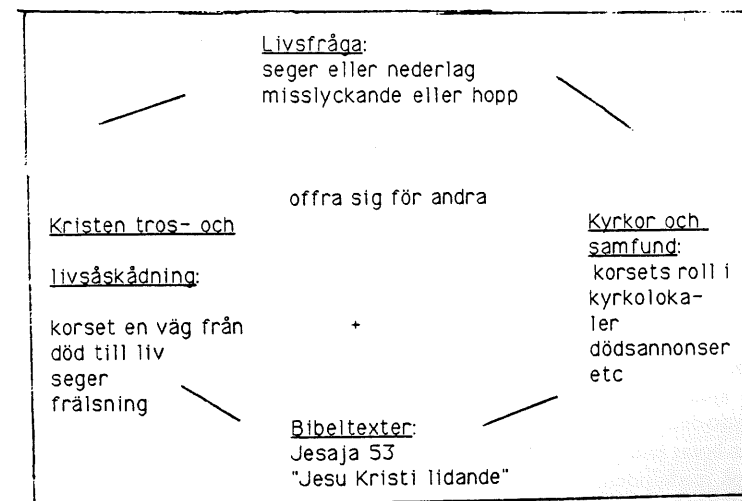 Livsfråga:
seger eller nederlag
misslyckande eller hopp
offra sig för andra
Kristen tros- och
livsåskådning:
korset en väg från
död till liv
seger
frälsning
+
Kyrkor och
samfund:
korsets roll i
kyrkoloka-
ler
dödsannonser
etc
Bibeltexter:
Jesaja 53
"Jesu Kristi lidande"